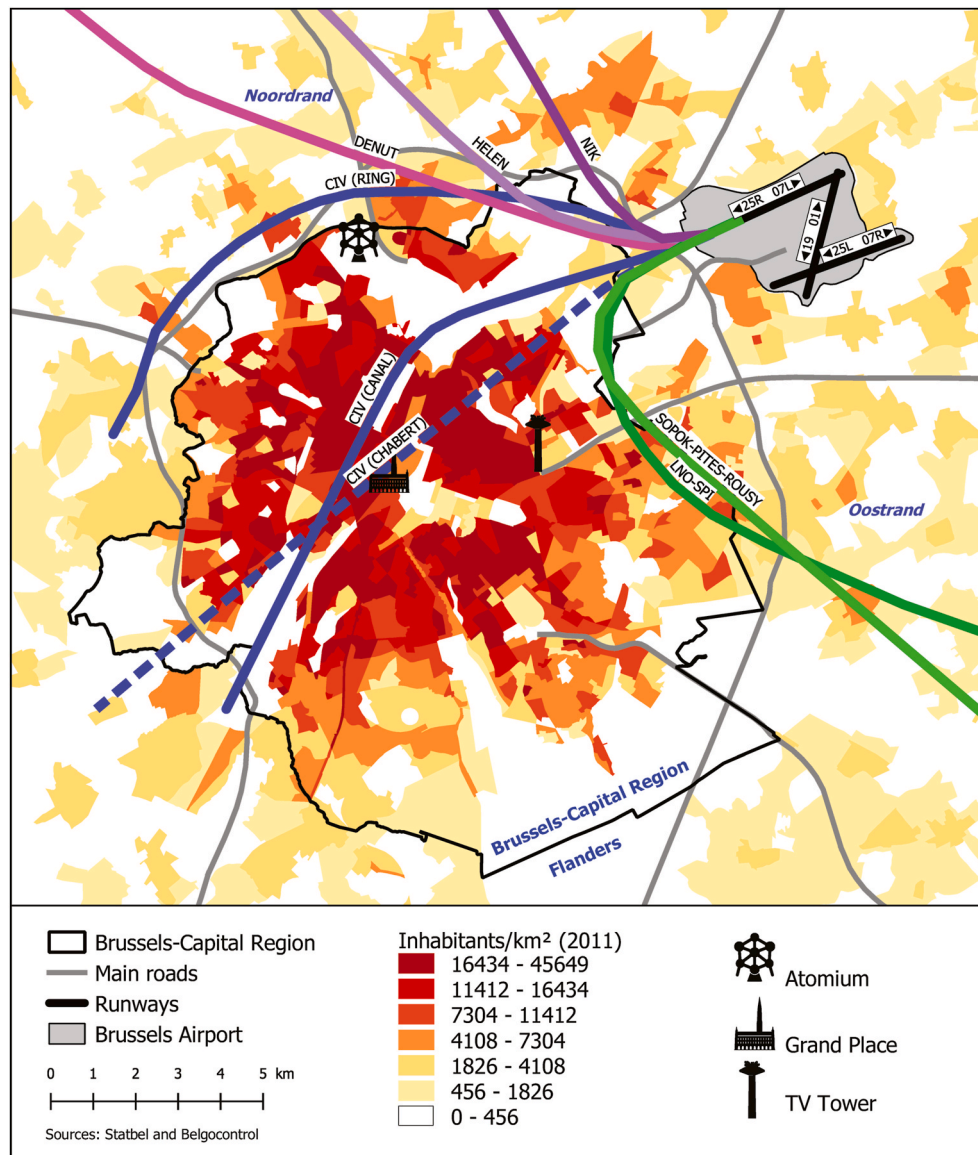 Noordrand
DENUT
HELEN
NIK
CIV (RING)
◄25R 07L►
◄19 01►
◄25L 07R►
CIV (CANAL)
CIV (CHABERT)
SOPOK-PITES-ROUSY
LNO-SPI
Oostrand
Brussels-Capital Region
Flanders
Brussels-Capital Region
Main roads
Runways
Brussels Airport
0 1 2 3 4 5 km
Sources: Statbel and Belgocontrol
Inhabitants/km² (2011)
16434 - 45649
11412 - 16434
7304 - 11412
4108 - 7304
1826 - 4108
456 - 1826
0 - 456
Atomium
Grand Place
TV Tower